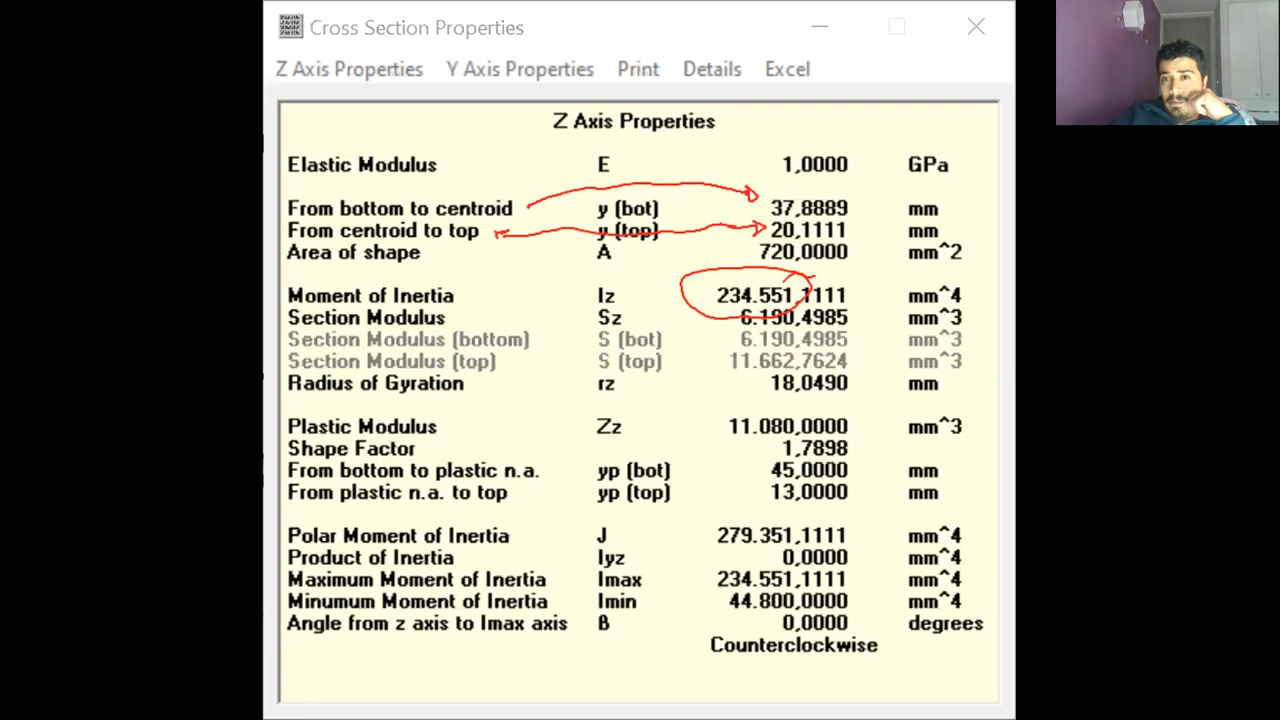 Cross Section Properties
Z Axis Properties Y Axis Properties Print Details Excel
Z Axis Properties
Elastic Modulus E 1,0000 GPa
From bottom to centroid y (bot) 37,8889 mm
From centroid to top y (top) 20,1111 mm
Area of shape A 720,0000 mm^2
Moment of Inertia Iz 234.551,1111 mm^4
Section Modulus Sz 6.190,4985 mm^3
Section Modulus (bottom) S (bot) 6.190,4985 mm^3
Section Modulus (top) S (top) 11.662,7624 mm^3
Radius of Gyration rz 18,0490 mm
Plastic Modulus Zz 11.080,0000 mm^3
Shape Factor 1,7898
From bottom to plastic n.a. yp (bot) 45,0000 mm
From plastic n.a. to top yp (top) 13,0000 mm
Polar Moment of Inertia J 279.351,1111 mm^4
Product of Inertia Iyz 0,0000 mm^4
Maximum Moment of Inertia Imax 234.551,1111 mm^4
Minumum Moment of Inertia Imin 44.800,0000 mm^4
Angle from z axis to Imax axis ß 0,0000 degrees
Counterclockwise